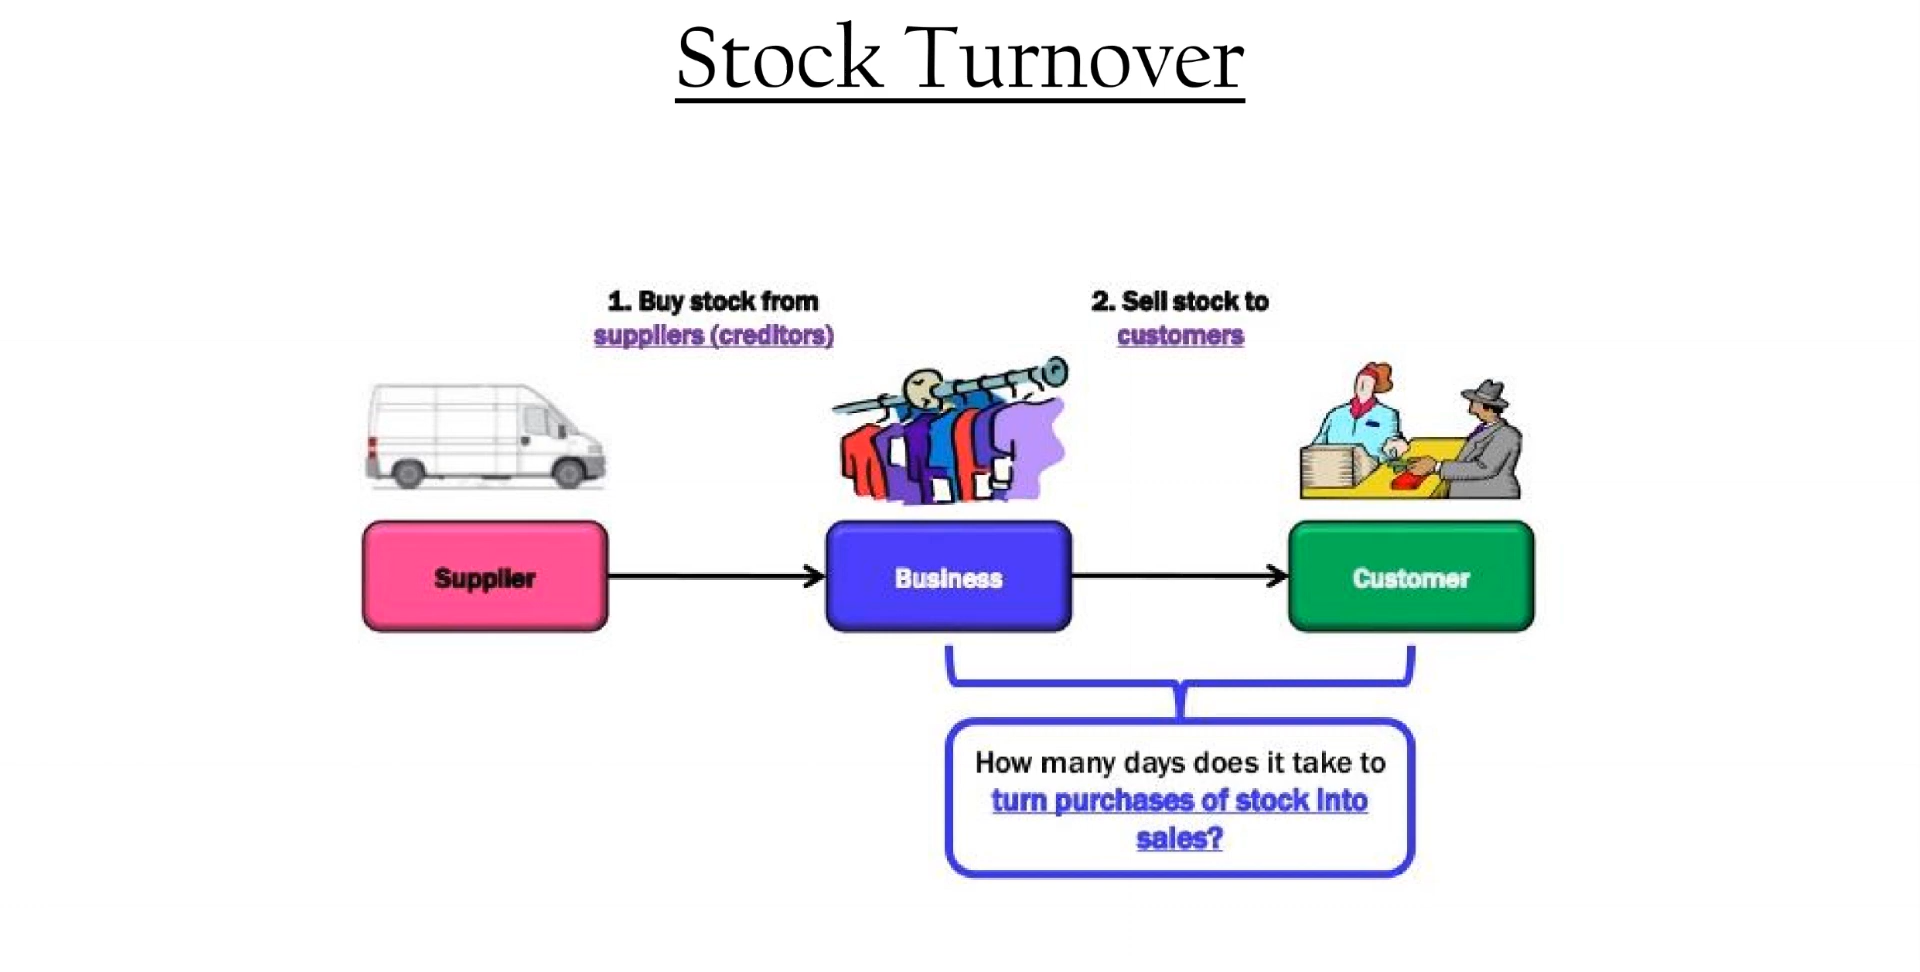 Stock Turnover
1. Buy stock from
suppliers (creditors)
2. Sell stock to
customers
Supplier
Business
Customer
How many days does it take to
turn purchases of stock into
sales?